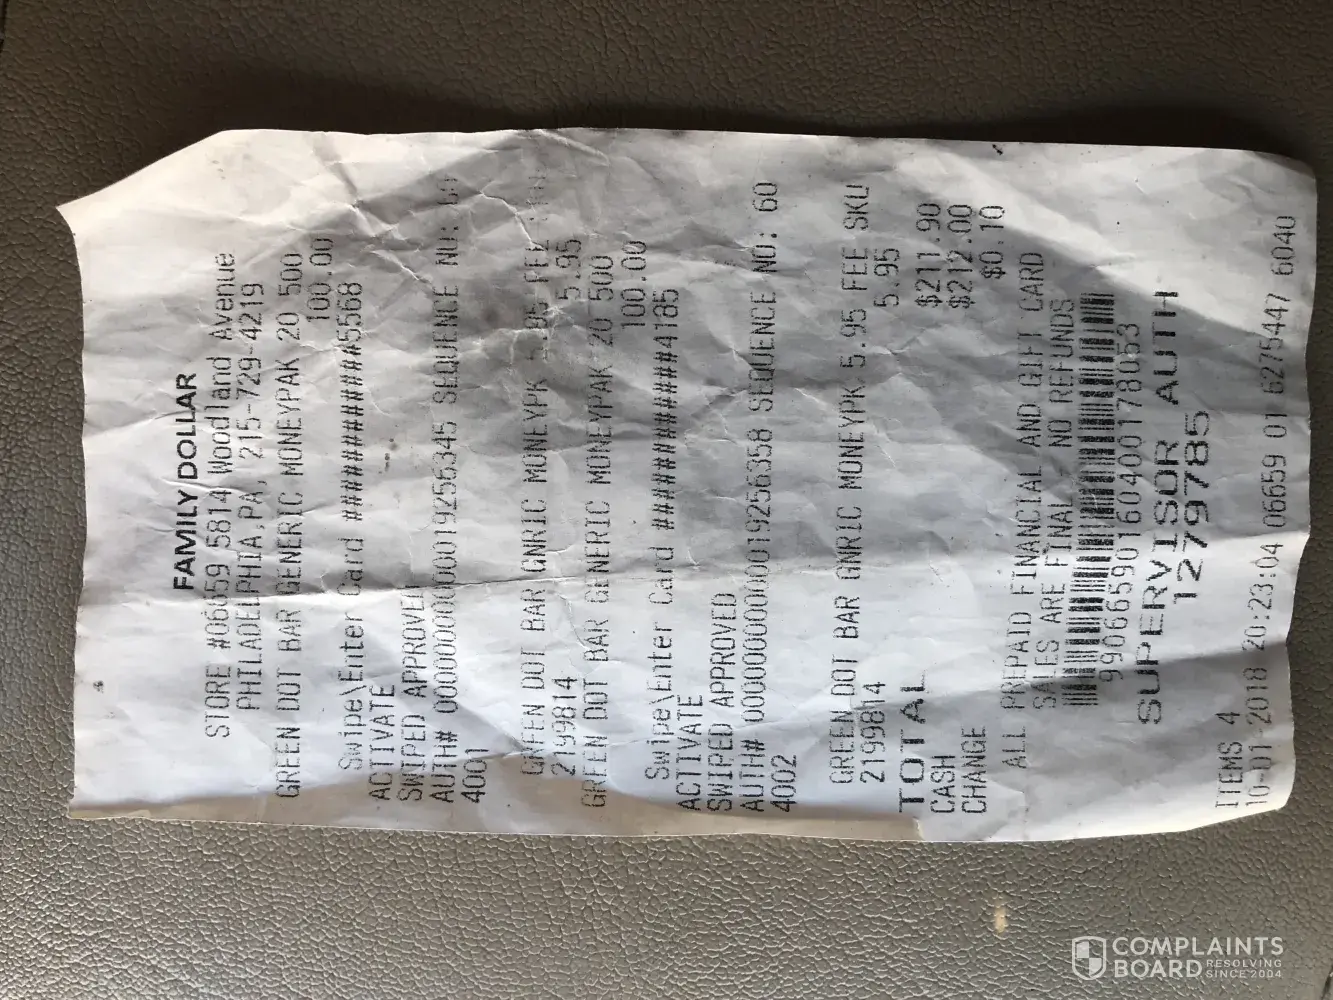 FAMILY DOLLAR
STORE #06659 5814 Woodland Avenue
PHILADELPHIA, PA, 215-729-4219
GREEN DOT BAR GENERIC MONEYPAK 20 500
100.00
Swipe\Enter Card ############5568
ACTIVATE
SWIPED APPROVED
SEQUENCE NO:
4001
GREEN DOT BAR GNRIC MONEYPK 5.95 FEE
2199814 5.95
GREEN DOT BAR GENERIC MONEYPAK 20 500
100.00
Swipe\Enter Card ############4185
ACTIVATE
SWIPED APPROVED
SEQUENCE NO: 60
4002
GREEN DOT BAR GNRIC MONEYPK 5.95 FEE SKU
2199814 5.95
TOTAL $211.90
CASH $212.00
CHANGE $0.10
ALL PREPAID FINANCIAL AND GIFT CARD
SALES ARE FINAL. NO REFUNDS
SUPERVISOR AUTH
1279785
ITEMS 4
10-01 2018 20:23:04 06659 01 6275447 6040
COMPLAINTS
BOARD RESOLVING
SINCE 2004